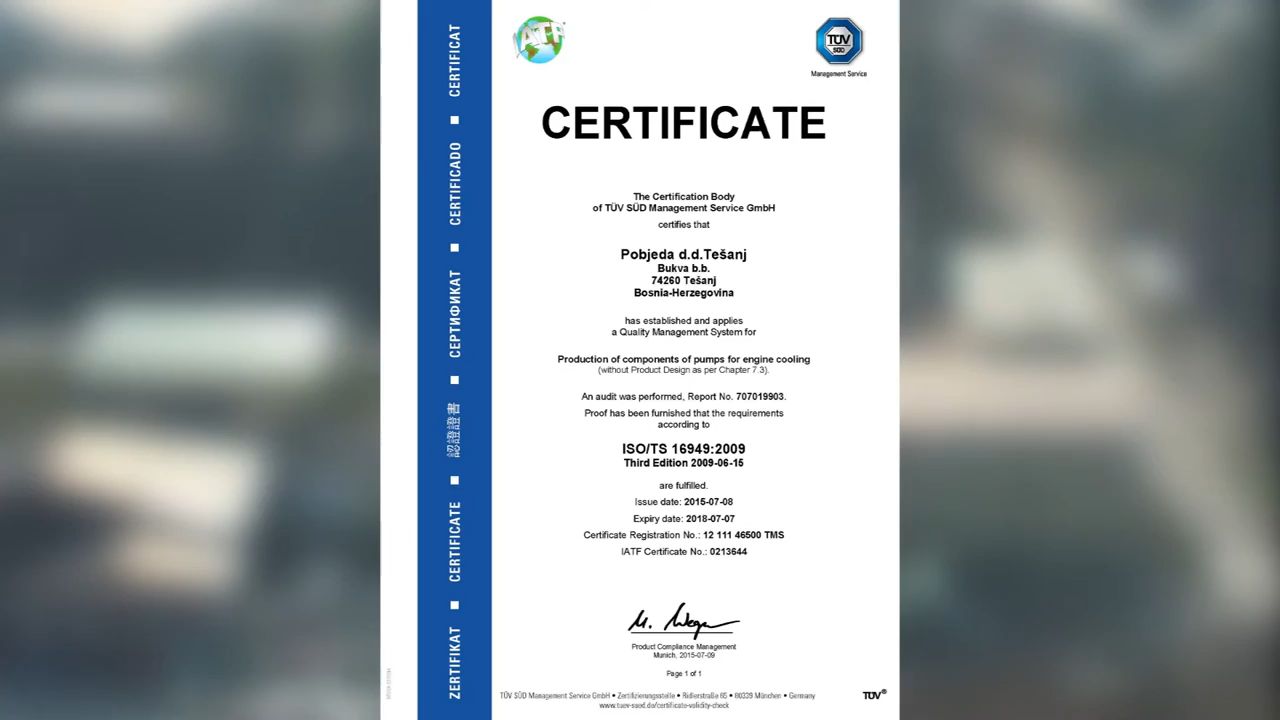 IATF
TÜV
SÜD
Management Service
CERTIFICATE
The Certification Body
of TÜV SÜD Management Service GmbH
certifies that
Pobjeda d.d.Tešanj
Bukva b.b.
74260 Tešanj
Bosnia-Herzegovina
has established and applies
a Quality Management System for
Production of components of pumps for engine cooling
(without Product Design as per Chapter 7.3).
An audit was performed, Report No. 707019903.
Proof has been furnished that the requirements
according to
ISO/TS 16949:2009
Third Edition 2009-06-15
are fulfilled.
Issue date: 2015-07-08
Expiry date: 2018-07-07
Certificate Registration No.: 12 111 46500 TMS
IATF Certificate No.: 0213644
Product Compliance Management
Munich, 2015-07-09
Page 1 of 1
TÜV SÜD Management Service GmbH • Zertifizierungsstelle • Ridlerstraße 65 • 80339 München • Germany
www.tuev-sued.de/certificate-validity-check
TÜV®
ZERTIFIKAT ■ CERTIFICATE ■ 認證證書 ■ СЕРТИФИКАТ ■ CERTIFICADO ■ CERTIFICAT